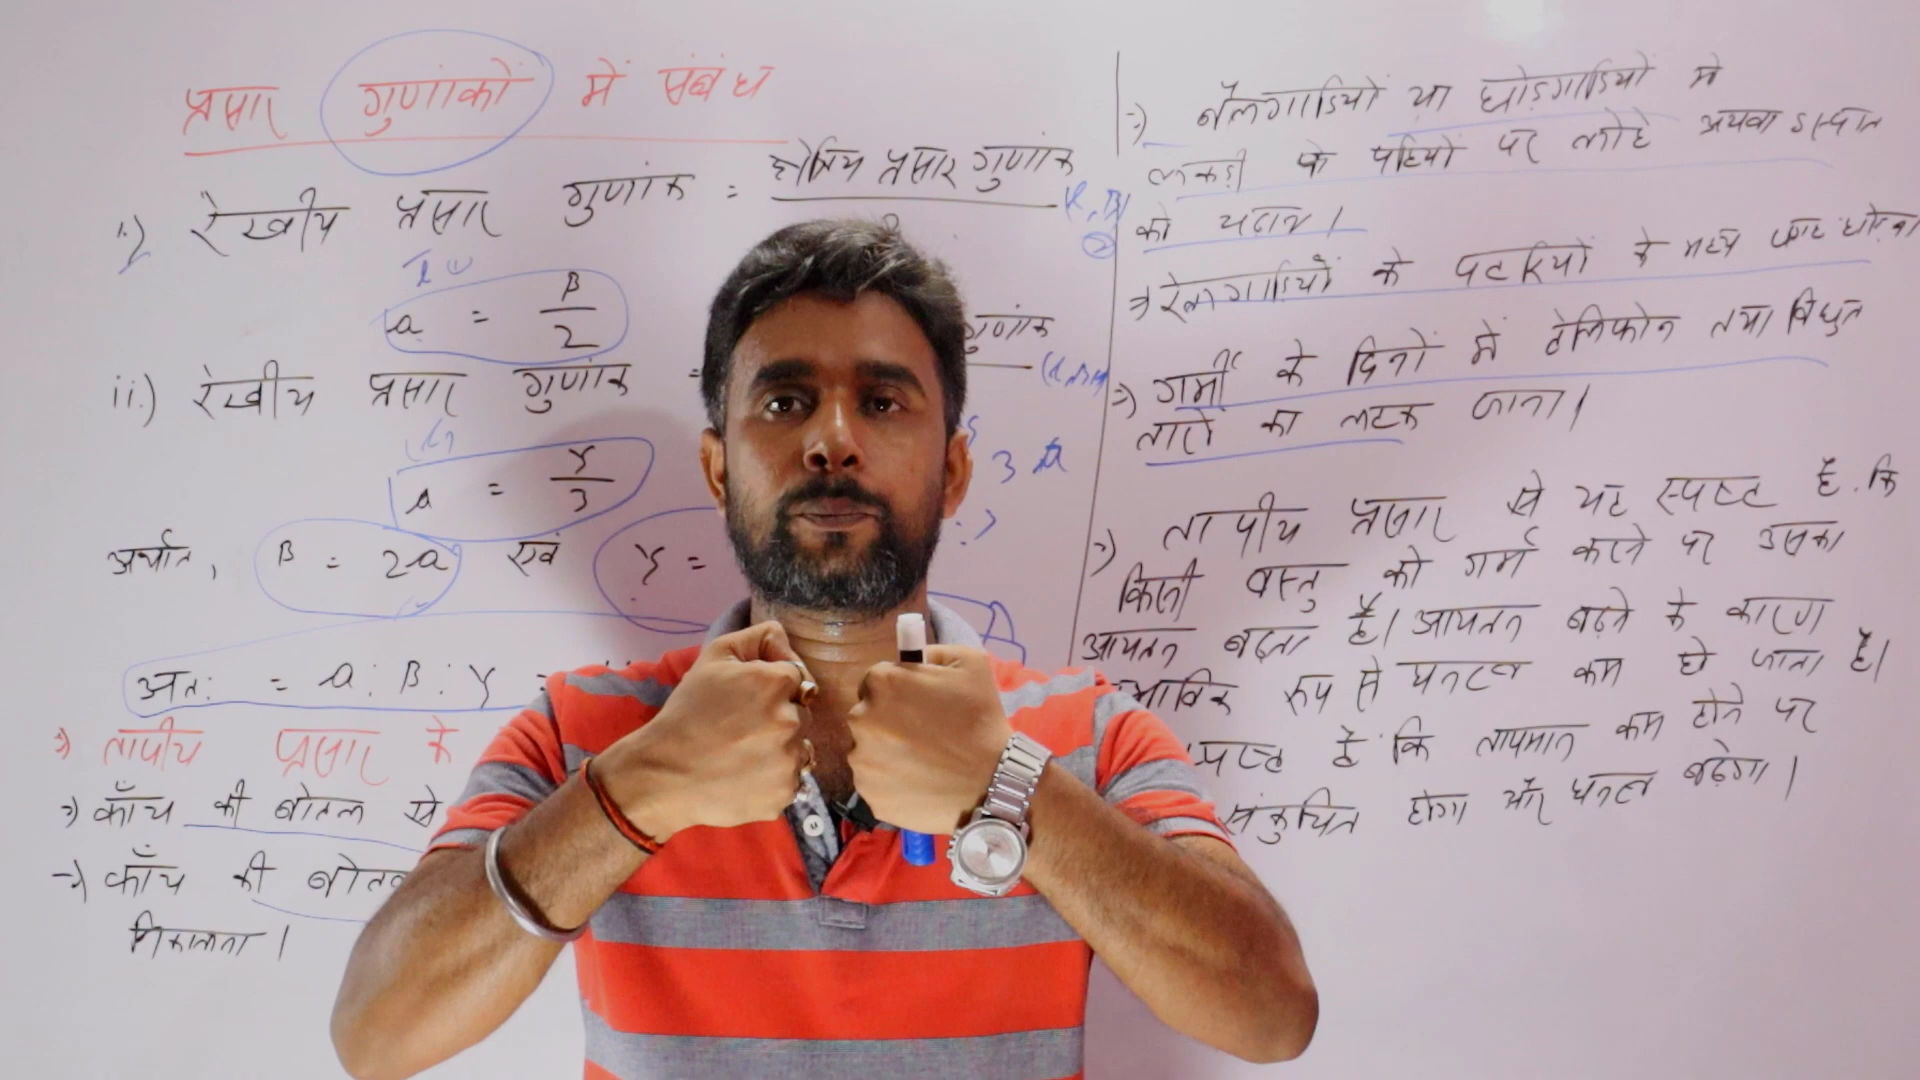 प्रसार गुणांकों में संबंध
i.) रेखीय प्रसार गुणांक = क्षेत्रिय प्रसार गुणांक
a = β / 2
ii.) रेखीय प्रसार गुणांक = गुणांक
a = γ / 3
3 a
अर्थात, β = 2a एवं γ =
अतः = a : β : γ =
⇒ तापीय प्रसार के
⇒ काँच की बोतल से
⇒ काँच की बोतल
निकालना।
⇒ बैलगाडियों या घोड़गाडियों में
लकड़ी के पहियों पर लोहे अथवा इस्पात
को चढाना।
⇒ रेलगाडियों के पटरियों के मध्य
⇒ गर्मी के दिनों में टेलिफोन तथा विधुत
तारों का लटक जाना।
⇒ तापीय प्रसार से यह स्पष्ट है. कि
किसी वस्तु को गर्म करने पर उसका
आयतन बढ़ता है। आयतन बढ़ने के कारण
रूप से घनत्व कम हो जाता है।
है कि तापमान कम होने पर
संकुचित होगा और घनत्व बढ़ेगा।